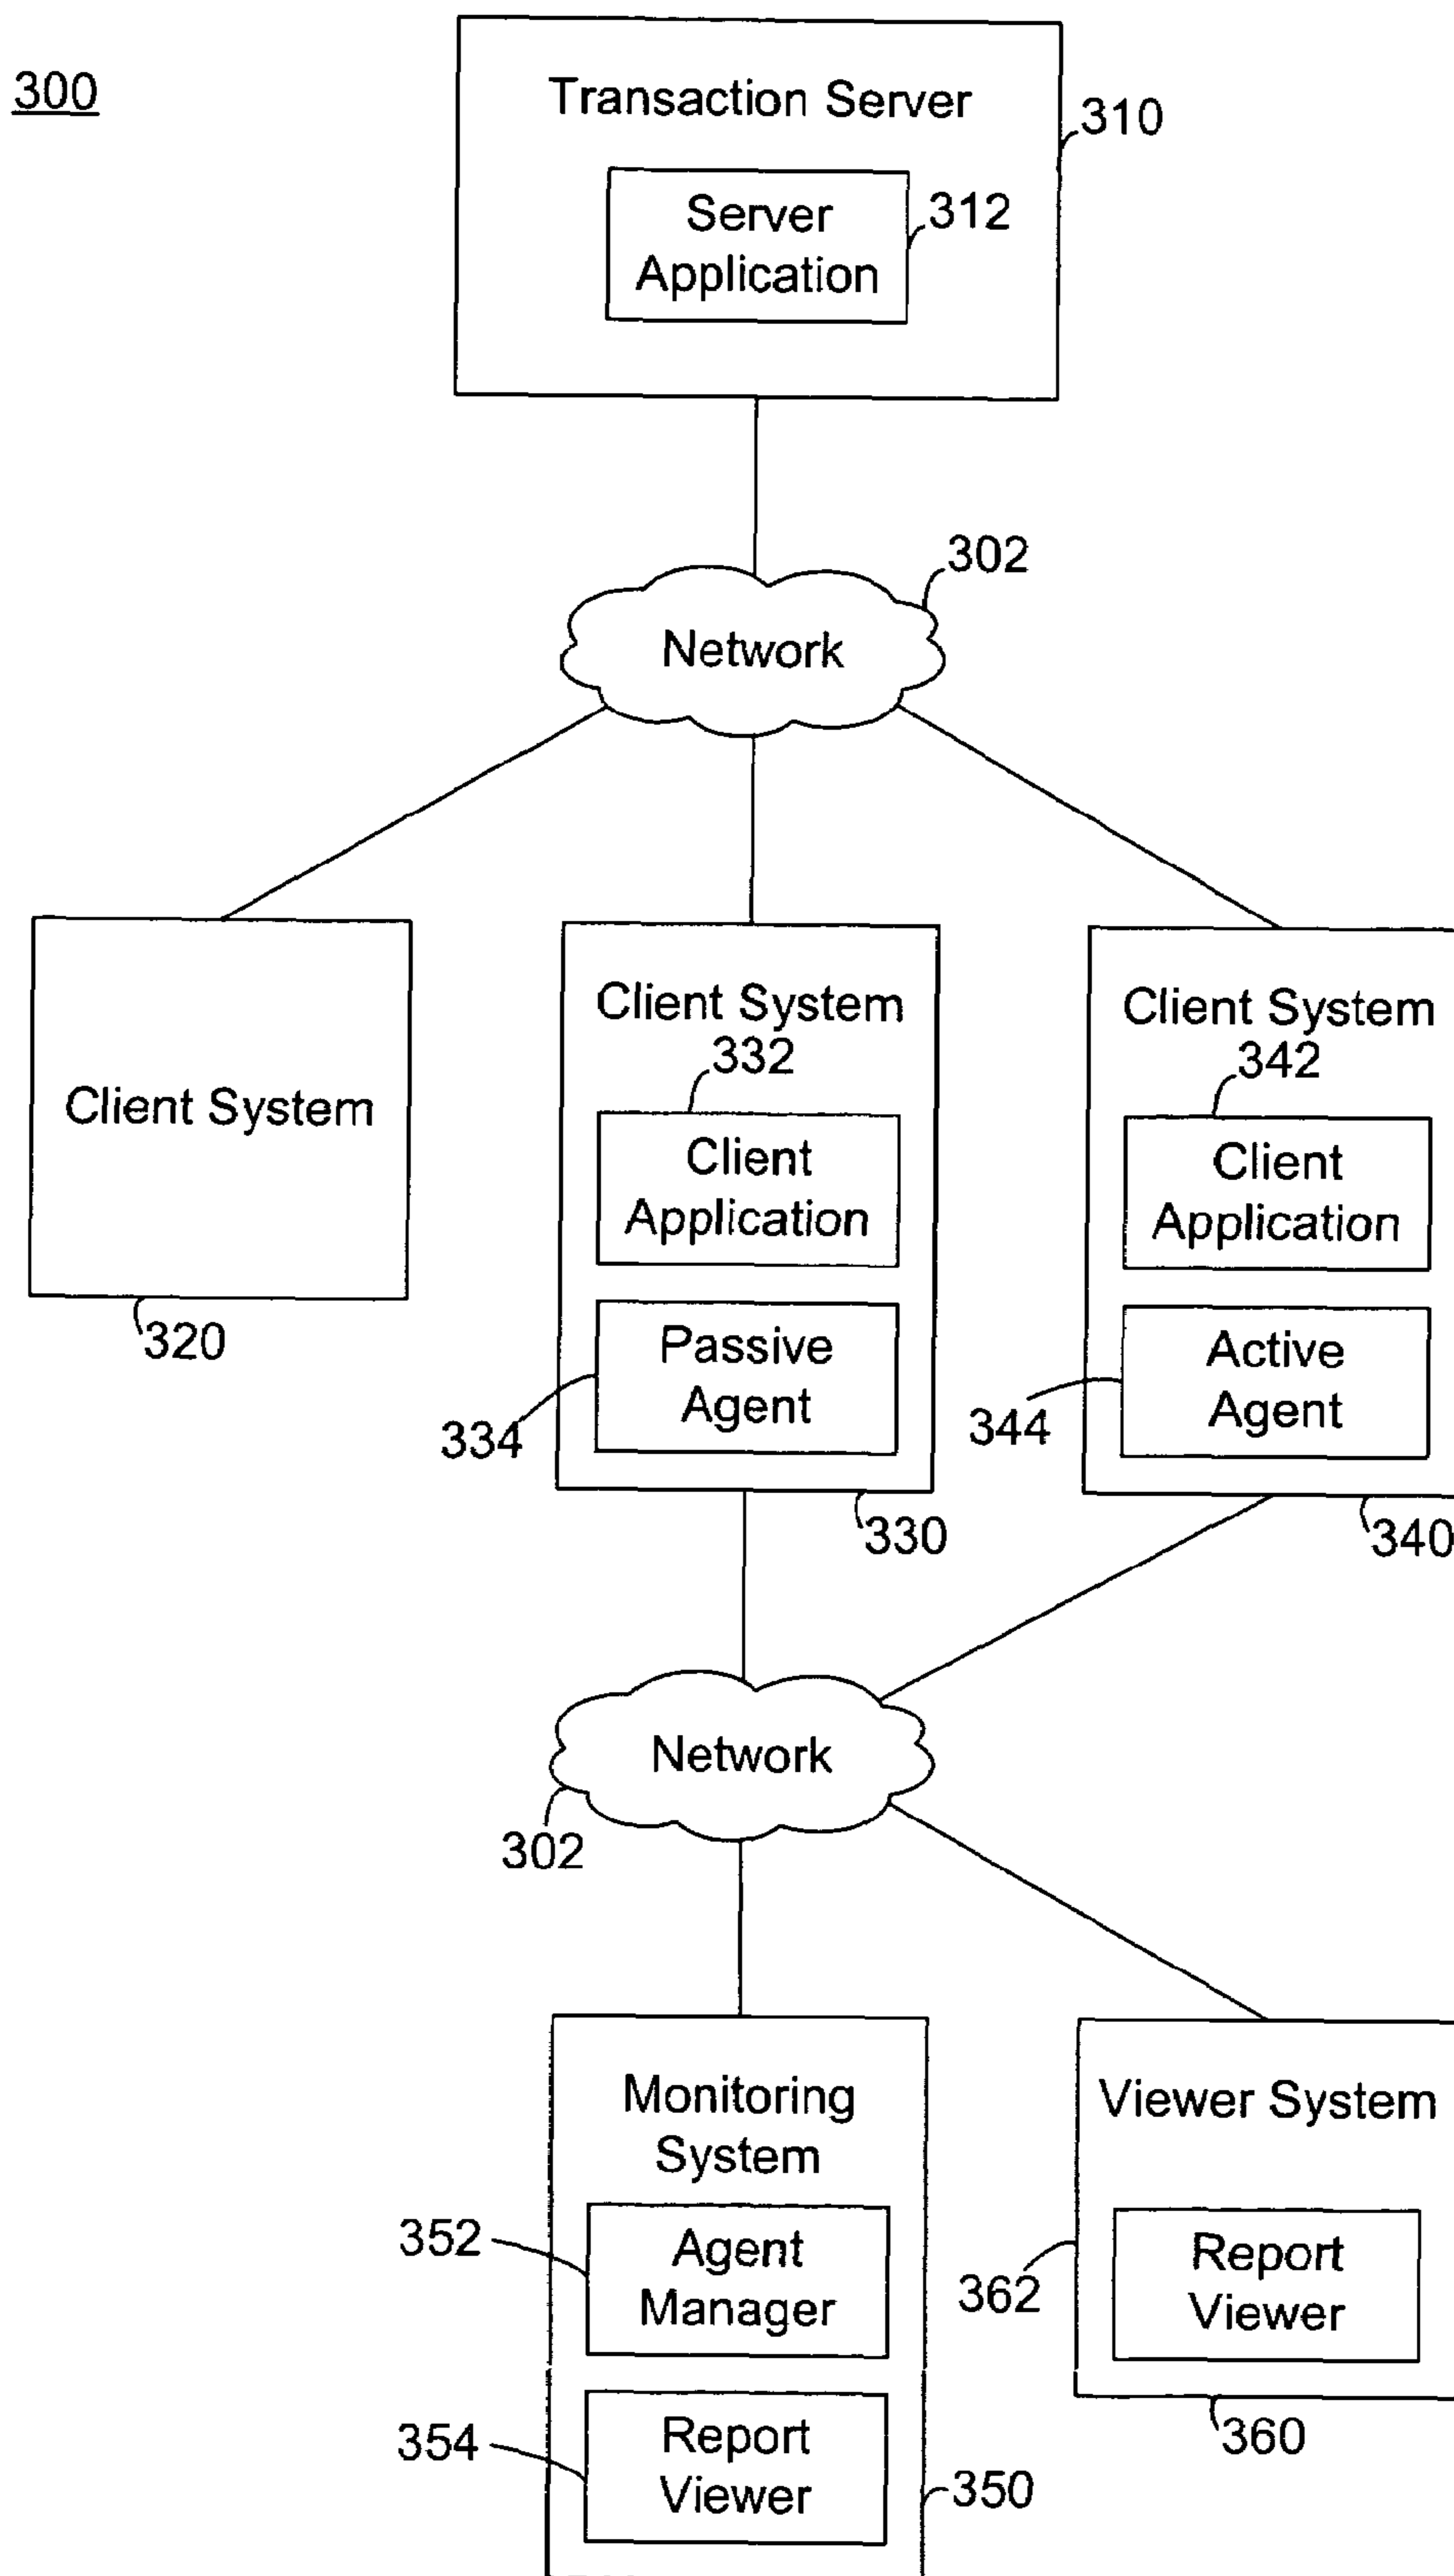 300
Transaction Server
310
Server
Application
312
302
Network
Client System
320
Client System
332
Client
Application
Passive
Agent
334
330
Client System
342
Client
Application
Active
Agent
344
340
Network
302
Monitoring
System
352
Agent
Manager
354
Report
Viewer
350
Viewer System
362
Report
Viewer
360